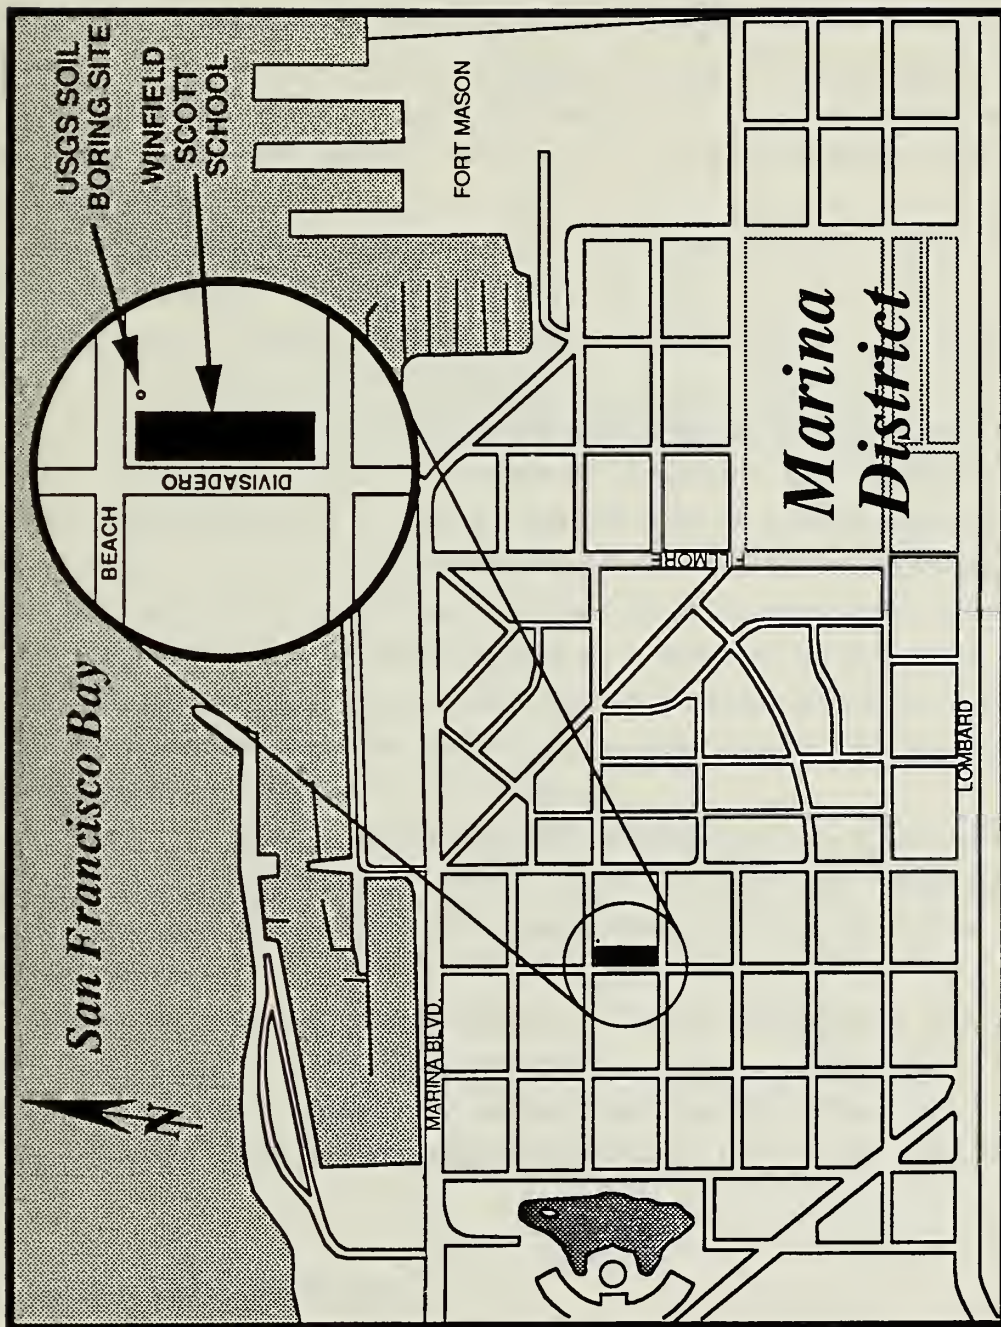 USGS SOIL
BORING SITE
WINFIELD
SCOTT
SCHOOL
San Francisco Bay
BEACH
DIVISADERO
FORT MASON
N
MARINA BLVD.
Marina
District
LOMBARD